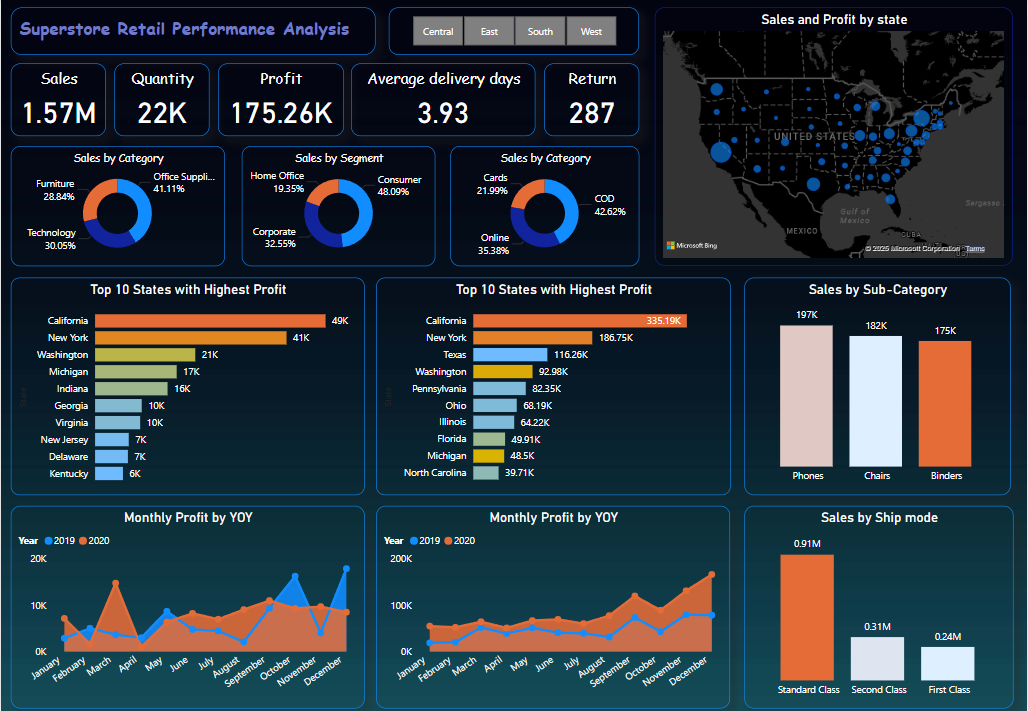 Superstore Retail Performance Analysis
Central
East
South
West
Sales and Profit by state
Sales
1.57M
Quantity
22K
Profit
175.26K
Average delivery days
3.93
Return
287
UNITED STATES
MEXICO
Gulf of
Mexico
CUBA
Sargasso
Microsoft Bing
© 2025 Microsoft Corporation Terms
Sales by Category
Furniture
28.84%
Office Suppli...
41.11%
Technology
30.05%
Sales by Segment
Home Office
19.35%
Consumer
48.09%
Corporate
32.55%
Sales by Category
Cards
21.99%
COD
42.62%
Online
35.38%
Top 10 States with Highest Profit
State
California 49K
New York 41K
Washington 21K
Michigan 17K
Indiana 16K
Georgia 10K
Virginia 10K
New Jersey 7K
Delaware 7K
Kentucky 6K
Top 10 States with Highest Profit
State
California 335.19K
New York 186.75K
Texas 116.26K
Washington 92.98K
Pennsylvania 82.35K
Ohio 68.19K
Illinois 64.22K
Florida 49.91K
Michigan 48.5K
North Carolina 39.71K
Sales by Sub-Category
197K
182K
175K
Phones
Chairs
Binders
Monthly Profit by YOY
Year 2019 2020
20K
10K
0K
January
February
March
April
May
June
July
August
September
October
November
December
Monthly Profit by YOY
Year 2019 2020
200K
100K
0K
January
February
March
April
May
June
July
August
September
October
November
December
Sales by Ship mode
0.91M
0.31M
0.24M
Standard Class
Second Class
First Class